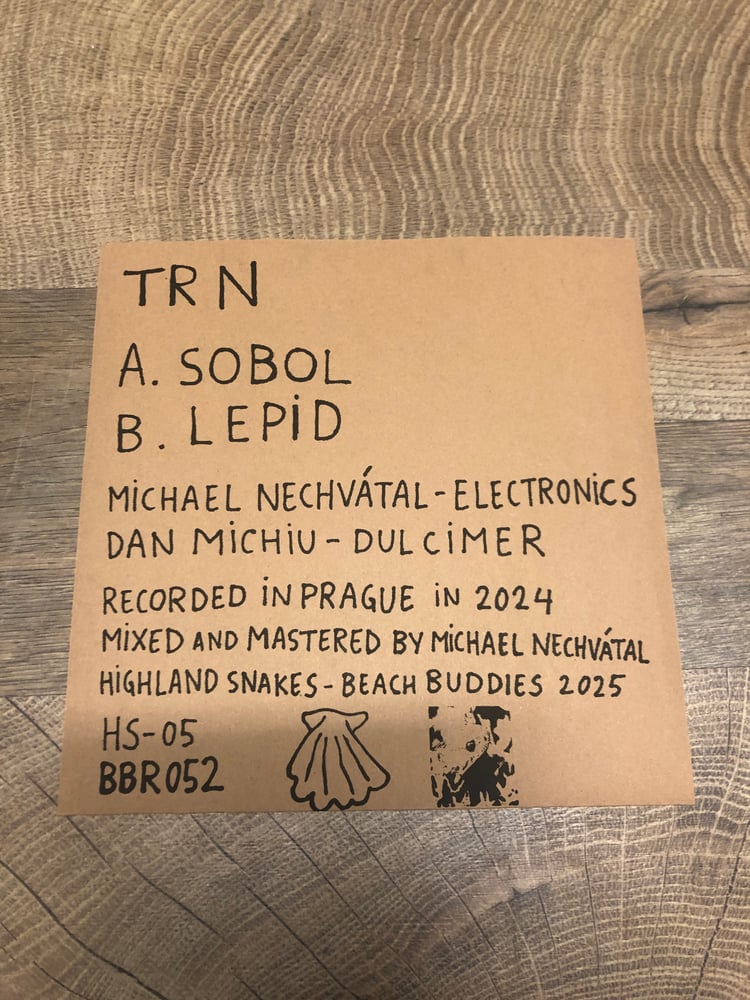 TRN
A. SOBOL
B. LEPiD
MiCHAEL NECHVÁTAL - ELECTRONiCS
DAN MiCHiU - DULCiMER
RECORDED iN PRAGUE iN 2024
MiXED AND MASTERED BY MiCHAEL NECHVÁTAL
HiGHLAND SNAKES - BEACH BUDDIES 2025
HS-05
BBR052